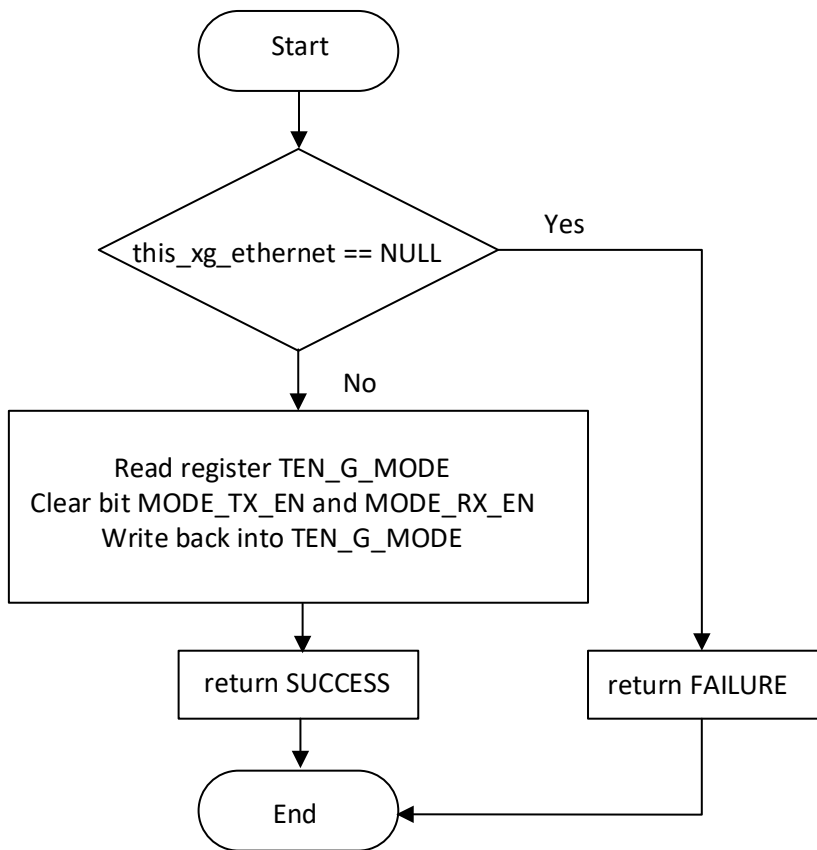 Start
this_xg_ethernet == NULL
Yes
No
Read register TEN_G_MODE
Clear bit MODE_TX_EN and MODE_RX_EN
Write back into TEN_G_MODE
return SUCCESS
return FAILURE
End